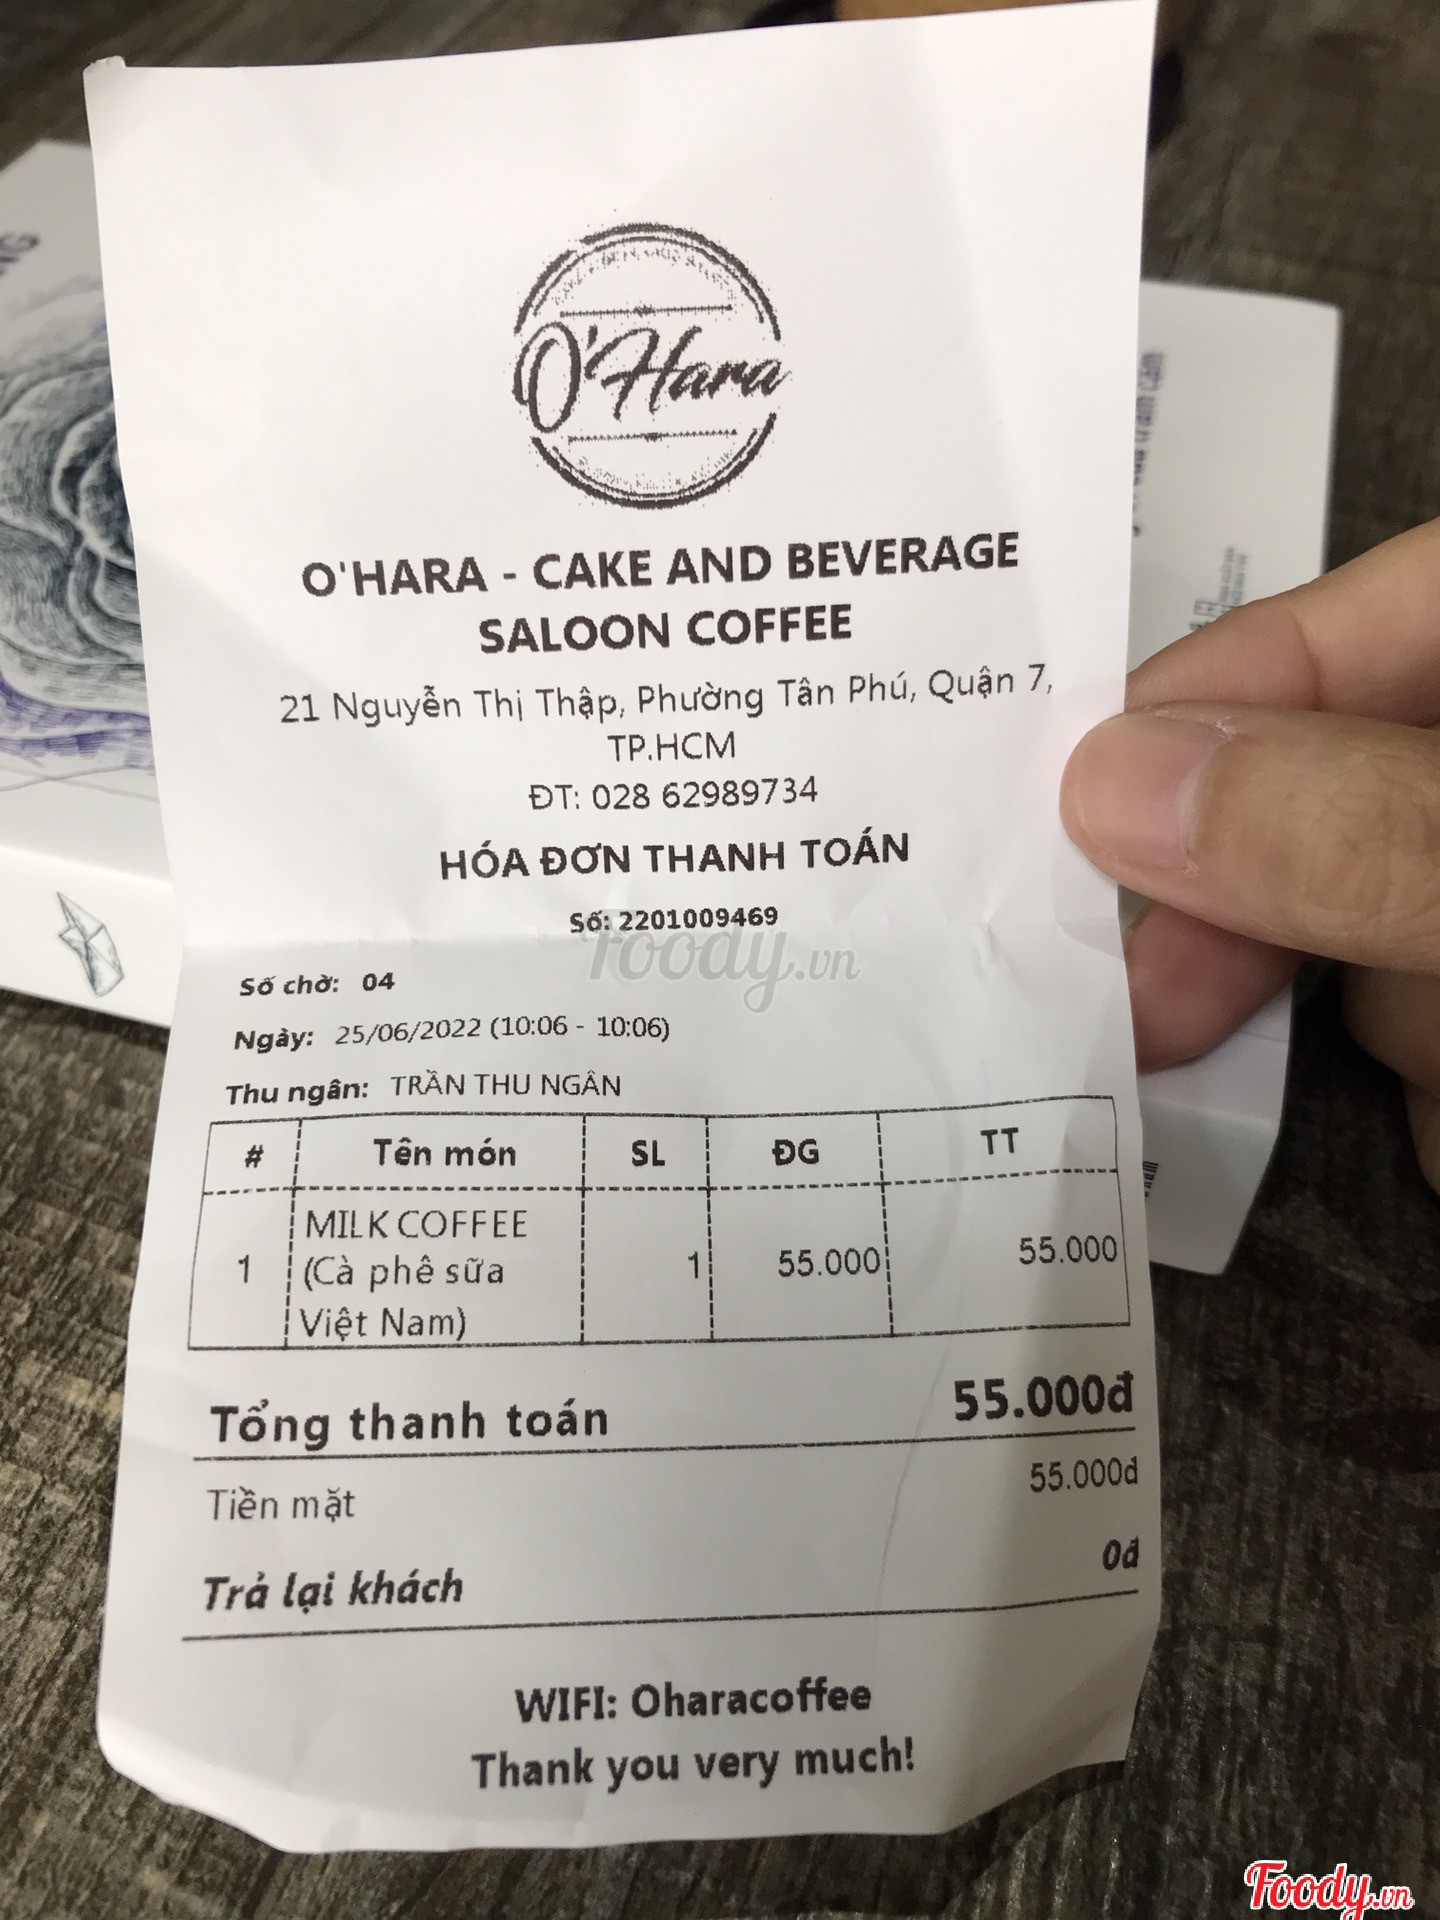 O'Hara
O'HARA - CAKE AND BEVERAGE
SALOON COFFEE
21 Nguyễn Thị Thập, Phường Tân Phú, Quận 7,
TP.HCM
ĐT: 028 62989734
HÓA ĐƠN THANH TOÁN
Số: 2201009469
Foody.vn
Số chờ: 04
Ngày: 25/06/2022 (10:06 - 10:06)
Thu ngân: TRẦN THU NGÂN
# Tên món SL ĐG TT
1 MILK COFFEE 1 55.000 55.000
(Cà phê sữa
Việt Nam)
Tổng thanh toán 55.000đ
Tiền mặt 55.000đ
Trả lại khách 0đ
WIFI: Oharacoffee
Thank you very much!
Foody.vn